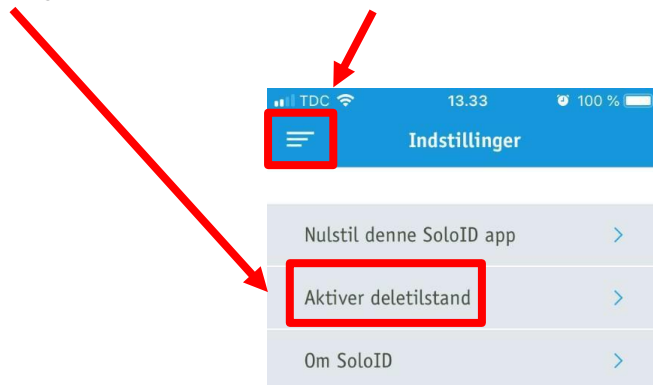 TDC 13.33 100 %
Indstillinger
Nulstil denne SoloID app
Aktiver deletilstand
Om SoloID